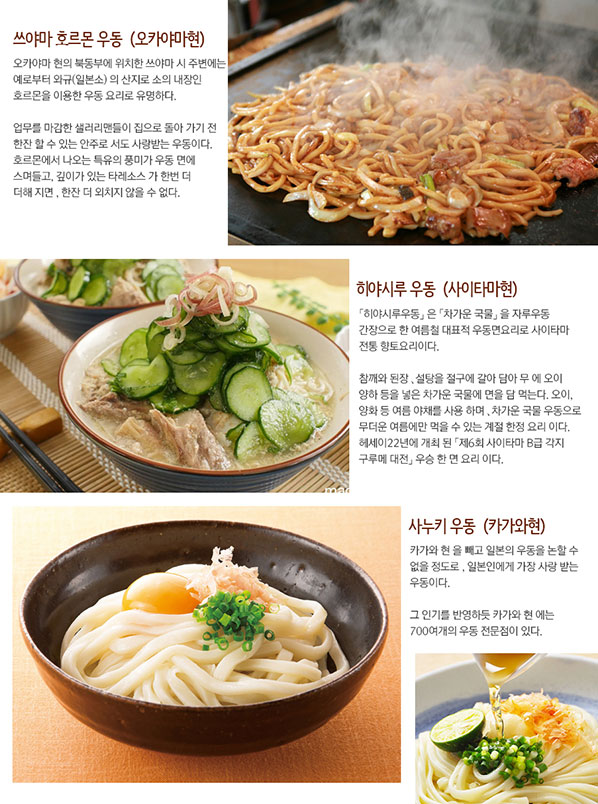 쓰야마 호르몬 우동 (오카야마현)
오카야마 현의 북동부에 위치한 쓰야마 시 주변에는
예로부터 와규(일본소) 의 산지로 소의 내장인
호르몬을 이용한 우동 요리로 유명하다.
업무를 마감한 샐러리맨들이 집으로 돌아 가기 전
한잔 할 수 있는 안주로 서도 사랑받는 우동이다.
호르몬에서 나오는 특유의 풍미가 우동 면에
스며들고, 깊이가 있는 타레소스 가 한번 더
더해 지면 , 한잔 더 외치지 않을 수 없다.
히야시루 우동 (사이타마현)
「히야시루우동」은 「차가운 국물」을 자루우동
간장으로 한 여름철 대표적 우동면요리로 사이타마
전통 향토요리이다.
참깨와 된장 , 설탕을 절구에 갈아 담아 무 에 오이
양하 등을 넣은 차가운 국물에 면을 담 먹는다. 오이,
양화 등 여름 야채를 사용 하며 , 차가운 국물 우동으로
무더운 여름에만 먹을 수 있는 계절 한정 요리 이다.
헤세이22년에 개최 된 「제6회 사이타마 B급 각지
구루메 대전」 우승 한 면 요리 이다.
사누키 우동 (카가와현)
카가와 현 을 빼고 일본의 우동을 논할 수
없을 정도로 , 일본인에게 가장 사랑 받는
우동이다.
그 인기를 반영하듯 카가와 현 에는
700여개의 우동 전문점이 있다.